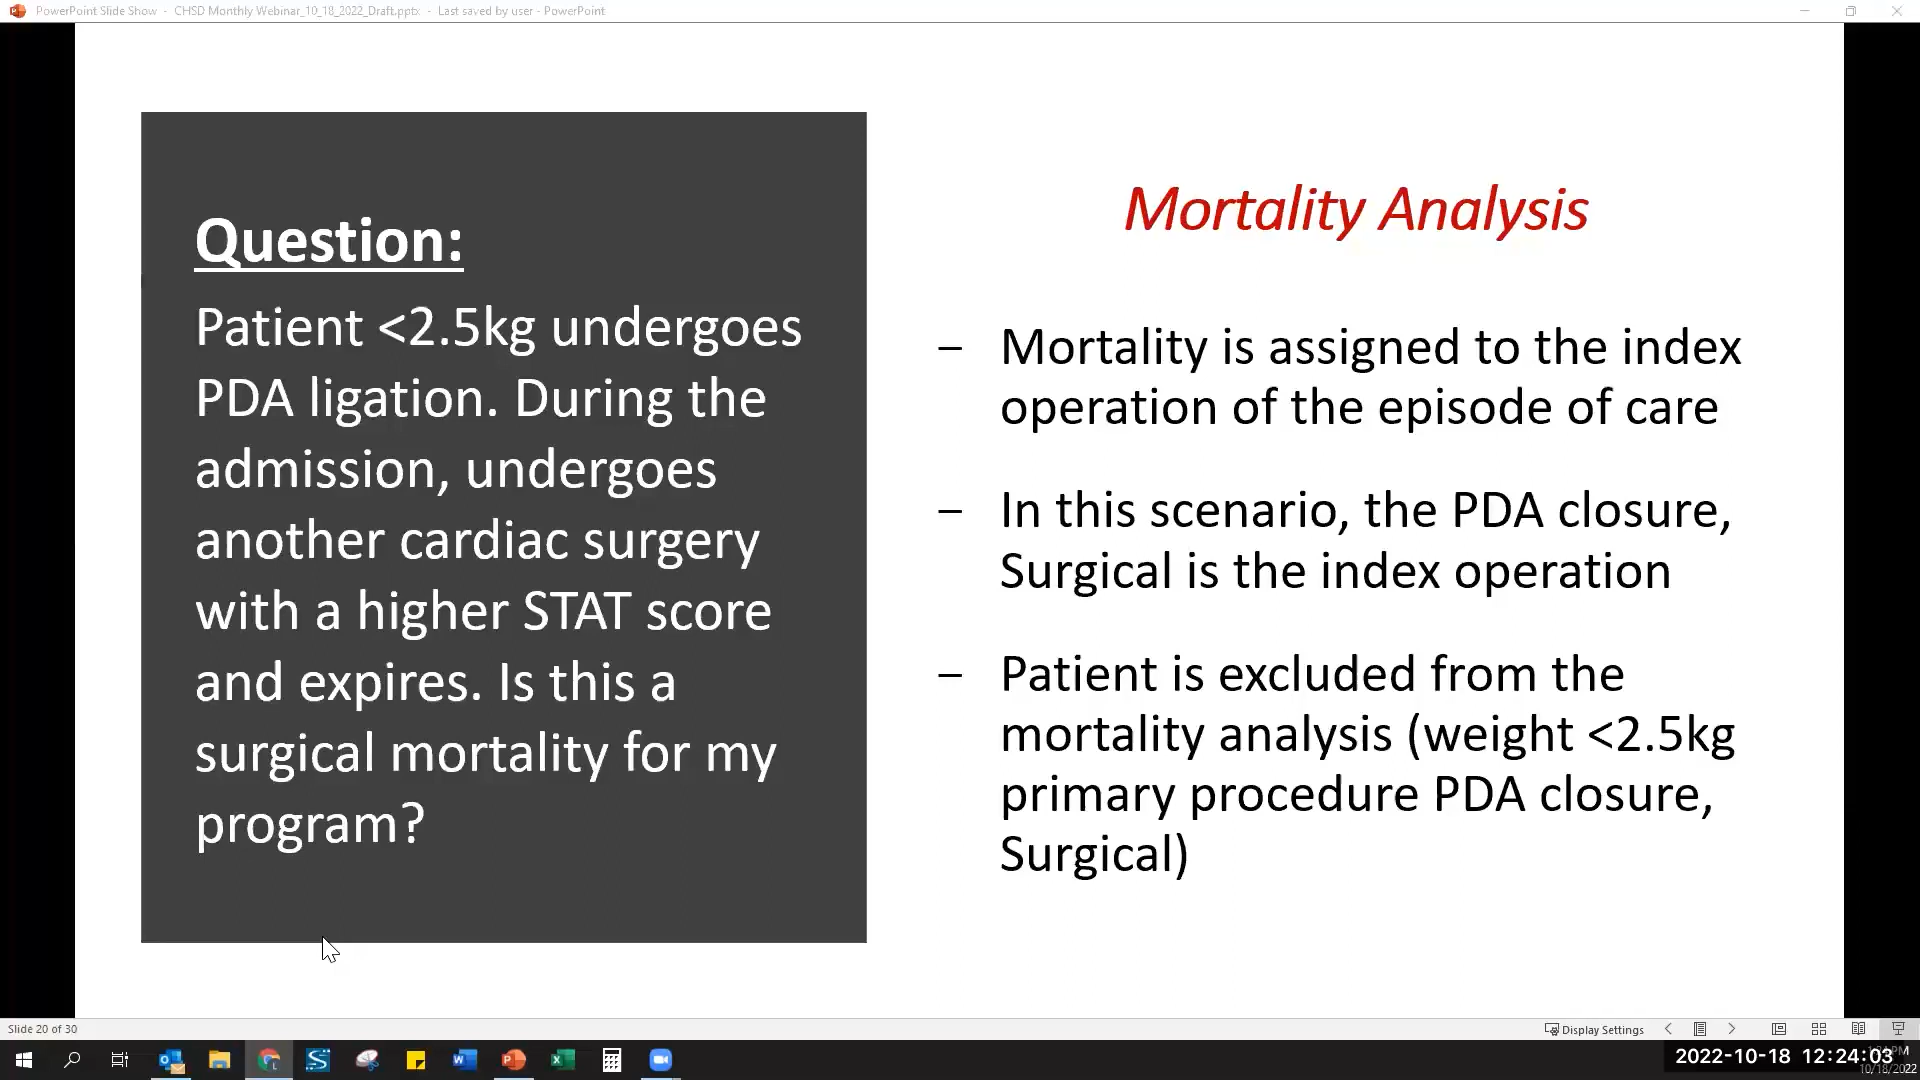 PowerPoint Slide Show - CHSD Monthly Webinar_10_18_2022_Draft.pptx - Last saved by user - PowerPoint
Question:
Patient <2.5kg undergoes
PDA ligation. During the
admission, undergoes
another cardiac surgery
with a higher STAT score
and expires. Is this a
surgical mortality for my
program?
Mortality Analysis
– Mortality is assigned to the index
operation of the episode of care
– In this scenario, the PDA closure,
Surgical is the index operation
– Patient is excluded from the
mortality analysis (weight <2.5kg
primary procedure PDA closure,
Surgical)
Slide 20 of 30
Display Settings
2022-10-18 12:24:03
10/18/2022
22